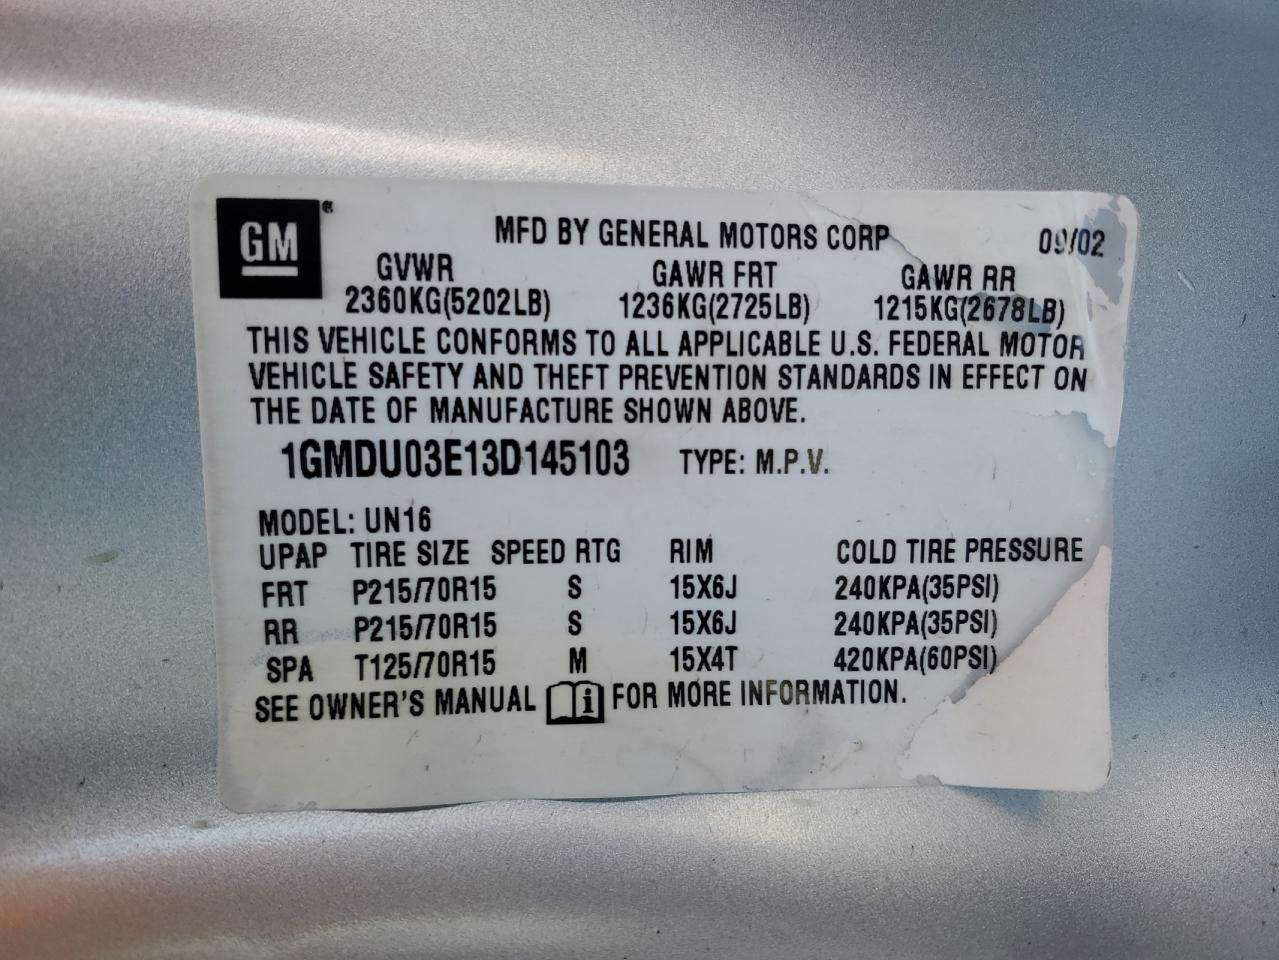 GM®
MFD BY GENERAL MOTORS CORP 09/02
GVWR GAWR FRT GAWR RR
2360KG(5202LB) 1236KG(2725LB) 1215KG(2678LB)
THIS VEHICLE CONFORMS TO ALL APPLICABLE U.S. FEDERAL MOTOR
VEHICLE SAFETY AND THEFT PREVENTION STANDARDS IN EFFECT ON
THE DATE OF MANUFACTURE SHOWN ABOVE.
1GMDU03E13D145103 TYPE: M.P.V.
MODEL: UN16
UPAP TIRE SIZE SPEED RTG RIM COLD TIRE PRESSURE
FRT P215/70R15 S 15X6J 240KPA(35PSI)
RR P215/70R15 S 15X6J 240KPA(35PSI)
SPA T125/70R15 M 15X4T 420KPA(60PSI)
SEE OWNER'S MANUAL i FOR MORE INFORMATION.